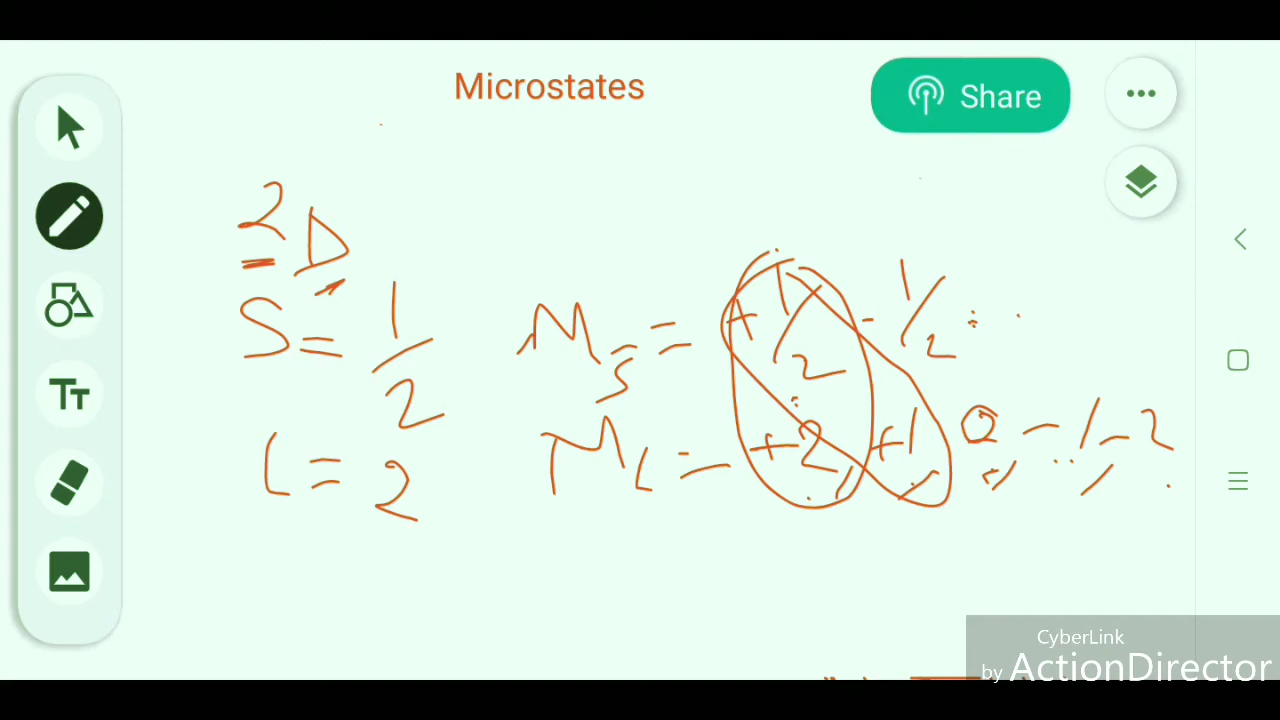 Microstates
Share
2D
S = 1/2 Ms = +1/2 - 1/2
L = 2 ML = +2, +1, 0, -1, -2
TT
CyberLink
by ActionDirector